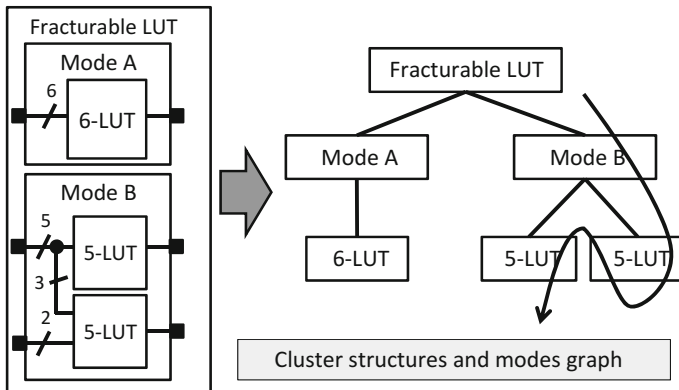 Fracturable LUT
Mode A
6
6-LUT
Mode B
5
5-LUT
3
2
5-LUT
Fracturable LUT
Mode A
Mode B
6-LUT
5-LUT
5-LUT
Cluster structures and modes graph